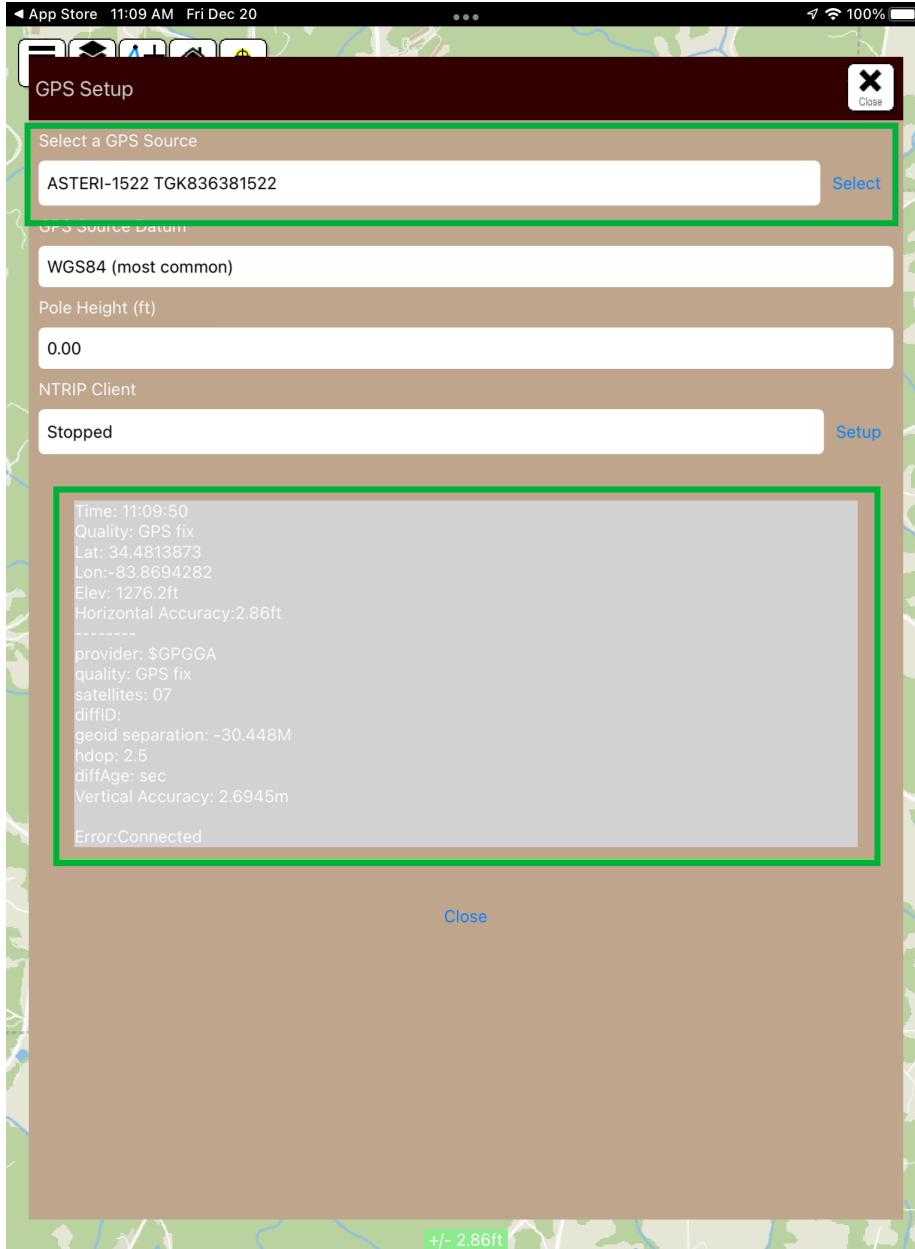 ◀ App Store 11:09 AM Fri Dec 20 100%
GPS Setup
Close
Select a GPS Source
ASTERI-1522 TGK836381522
Select
GPS Source Datum
WGS84 (most common)
Pole Height (ft)
0.00
NTRIP Client
Stopped
Setup
Time: 11:09:50
Quality: GPS fix
Lat: 34.4813873
Lon:-83.8694282
Elev: 1276.2ft
Horizontal Accuracy:2.86ft
--------
provider: $GPGGA
quality: GPS fix
satellites: 07
diffID:
geoid separation: -30.448M
hdop: 2.5
diffAge: sec
Vertical Accuracy: 2.6945m
Error:Connected
Close
+/- 2.86ft